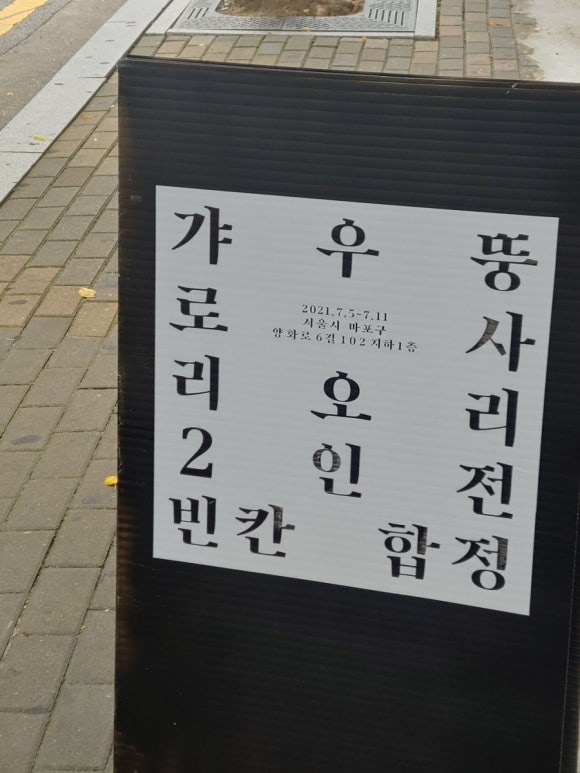 갸 우 뚱
2021.7.5~7.11
서울시 마포구
양화로 6길 102 지하1층
로 사
리 오 리
2 인 전
빈칸 합정